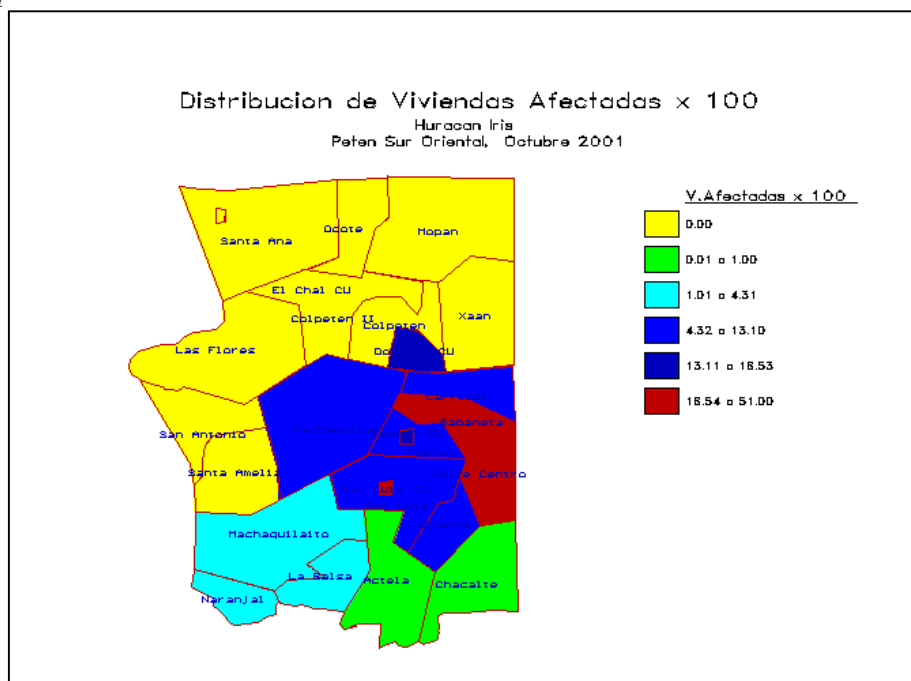 Distribucion de Viviendas Afectadas x 100
Huracan Iris
Peten Sur Oriental, Octubre 2001
V.Afectadas x 100
0.00
0.01 a 1.00
1.01 a 4.31
4.32 a 13.10
13.11 a 18.53
18.54 a 51.00
Santa Ana
Ocote
Mopan
El Chal CU
Colpeten II
Colpeten
Xaan
Las Flores
CU
San Antonio
Sabaneta
Santa Amelia
Centro
Machaquilaito
La Balsa
Actela
Chacalte
Naranjal